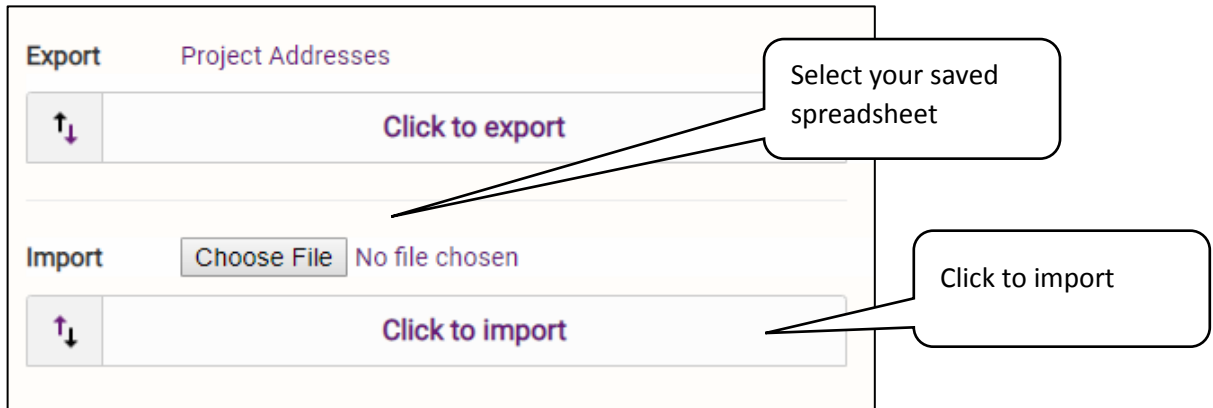 Export Project Addresses
Select your saved
spreadsheet
Click to export
Import Choose File No file chosen
Click to import
Click to import